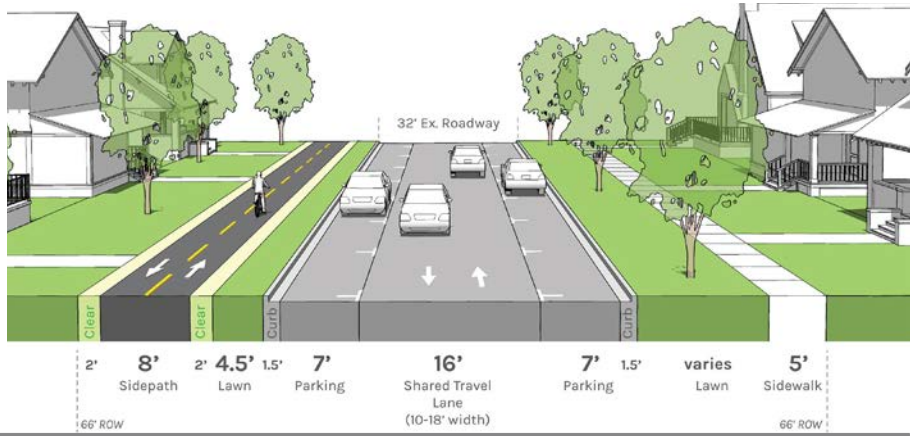 32' Ex. Roadway
Clear
Clear
Curb
Curb
2' 8' 2' 4.5' 1.5' 7' 16' 7' 1.5' varies 5'
Sidepath Lawn Parking Shared Travel Parking Lawn Sidewalk
Lane
(10-18' width)
66' ROW 66' ROW